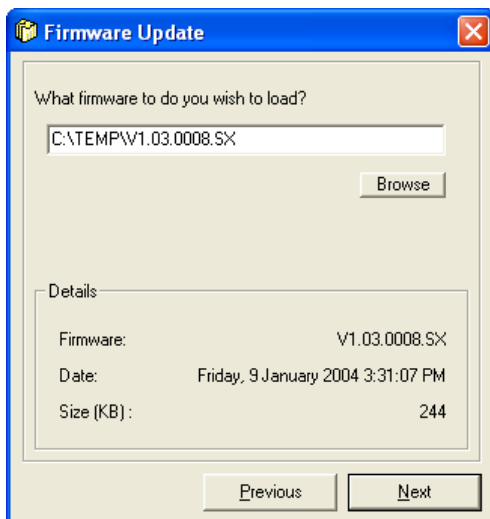 Firmware Update
What firmware to do you wish to load?
C:\TEMP\V1.03.0008.SX
Browse
Details
Firmware: V1.03.0008.SX
Date: Friday, 9 January 2004 3:31:07 PM
Size (KB) : 244
Previous Next